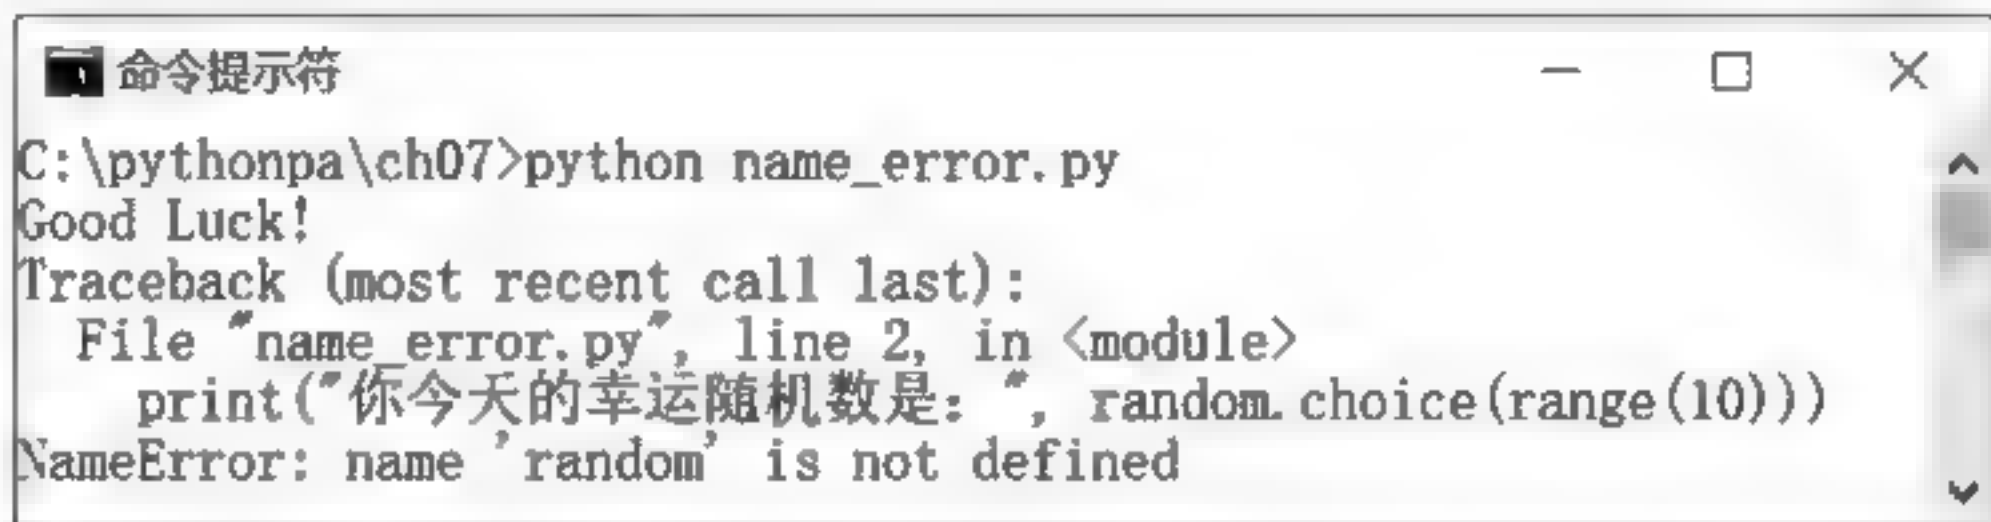 命令提示符
C:\pythonpa\ch07>python name_error.py
Good Luck!
Traceback (most recent call last):
  File "name_error.py", line 2, in <module>
    print("你今天的幸运随机数是：", random.choice(range(10)))
NameError: name 'random' is not defined